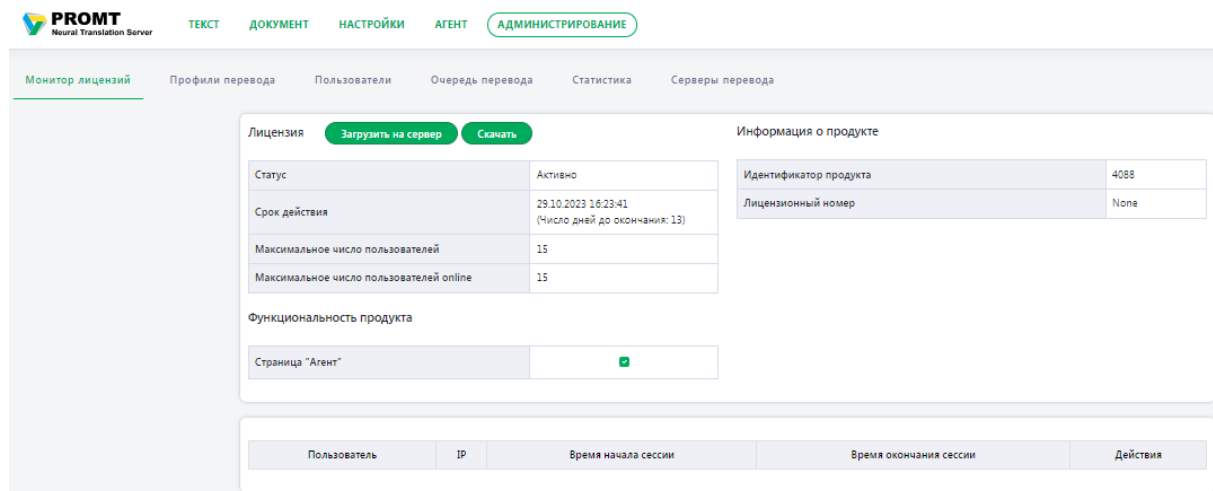 PROMT
Neural Translation Server
ТЕКСТ ДОКУМЕНТ НАСТРОЙКИ АГЕНТ АДМИНИСТРИРОВАНИЕ
Монитор лицензий Профили перевода Пользователи Очередь перевода Статистика Серверы перевода
Лицензия Загрузить на сервер Скачать
Статус Активно
Срок действия 29.10.2023 16:23:41
(Число дней до окончания: 13)
Максимальное число пользователей 15
Максимальное число пользователей online 15
Функциональность продукта
Страница "Агент"
Информация о продукте
Идентификатор продукта 4088
Лицензионный номер None
Пользователь IP Время начала сессии Время окончания сессии Действия